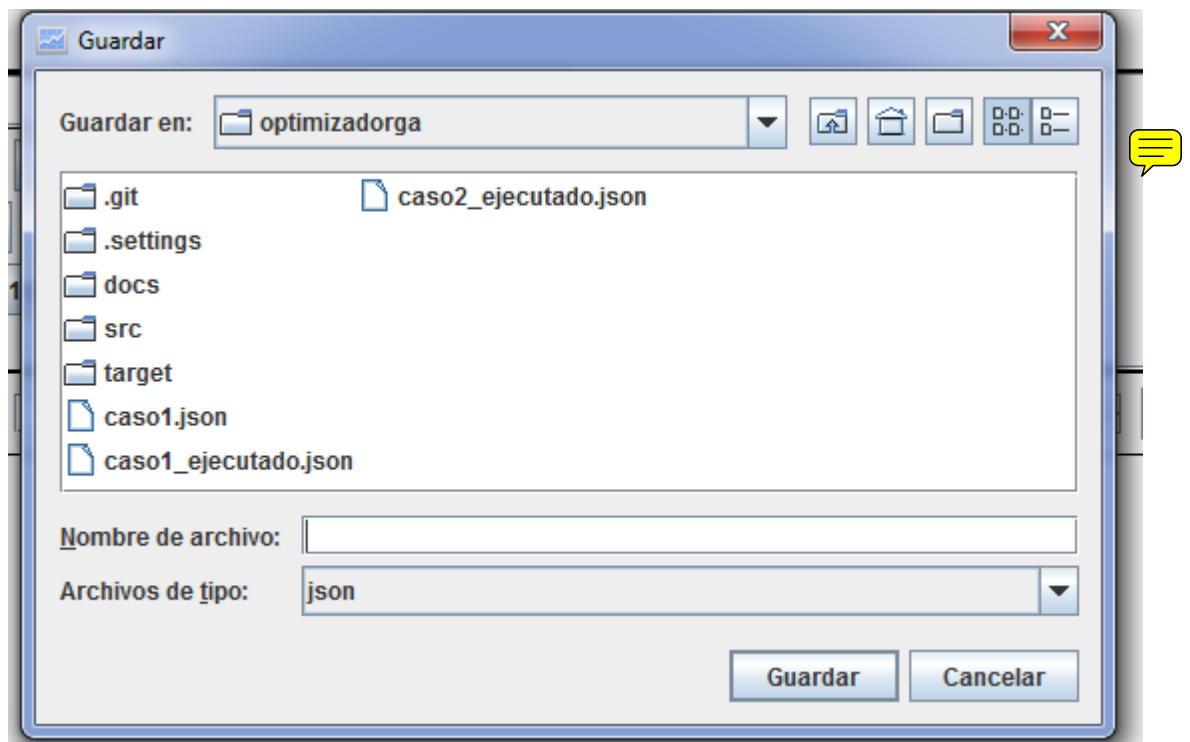 Guardar
Guardar en: optimizadorga
.git caso2_ejecutado.json
.settings
docs
src
target
caso1.json
caso1_ejecutado.json
Nombre de archivo:
Archivos de tipo: json
Guardar Cancelar
1